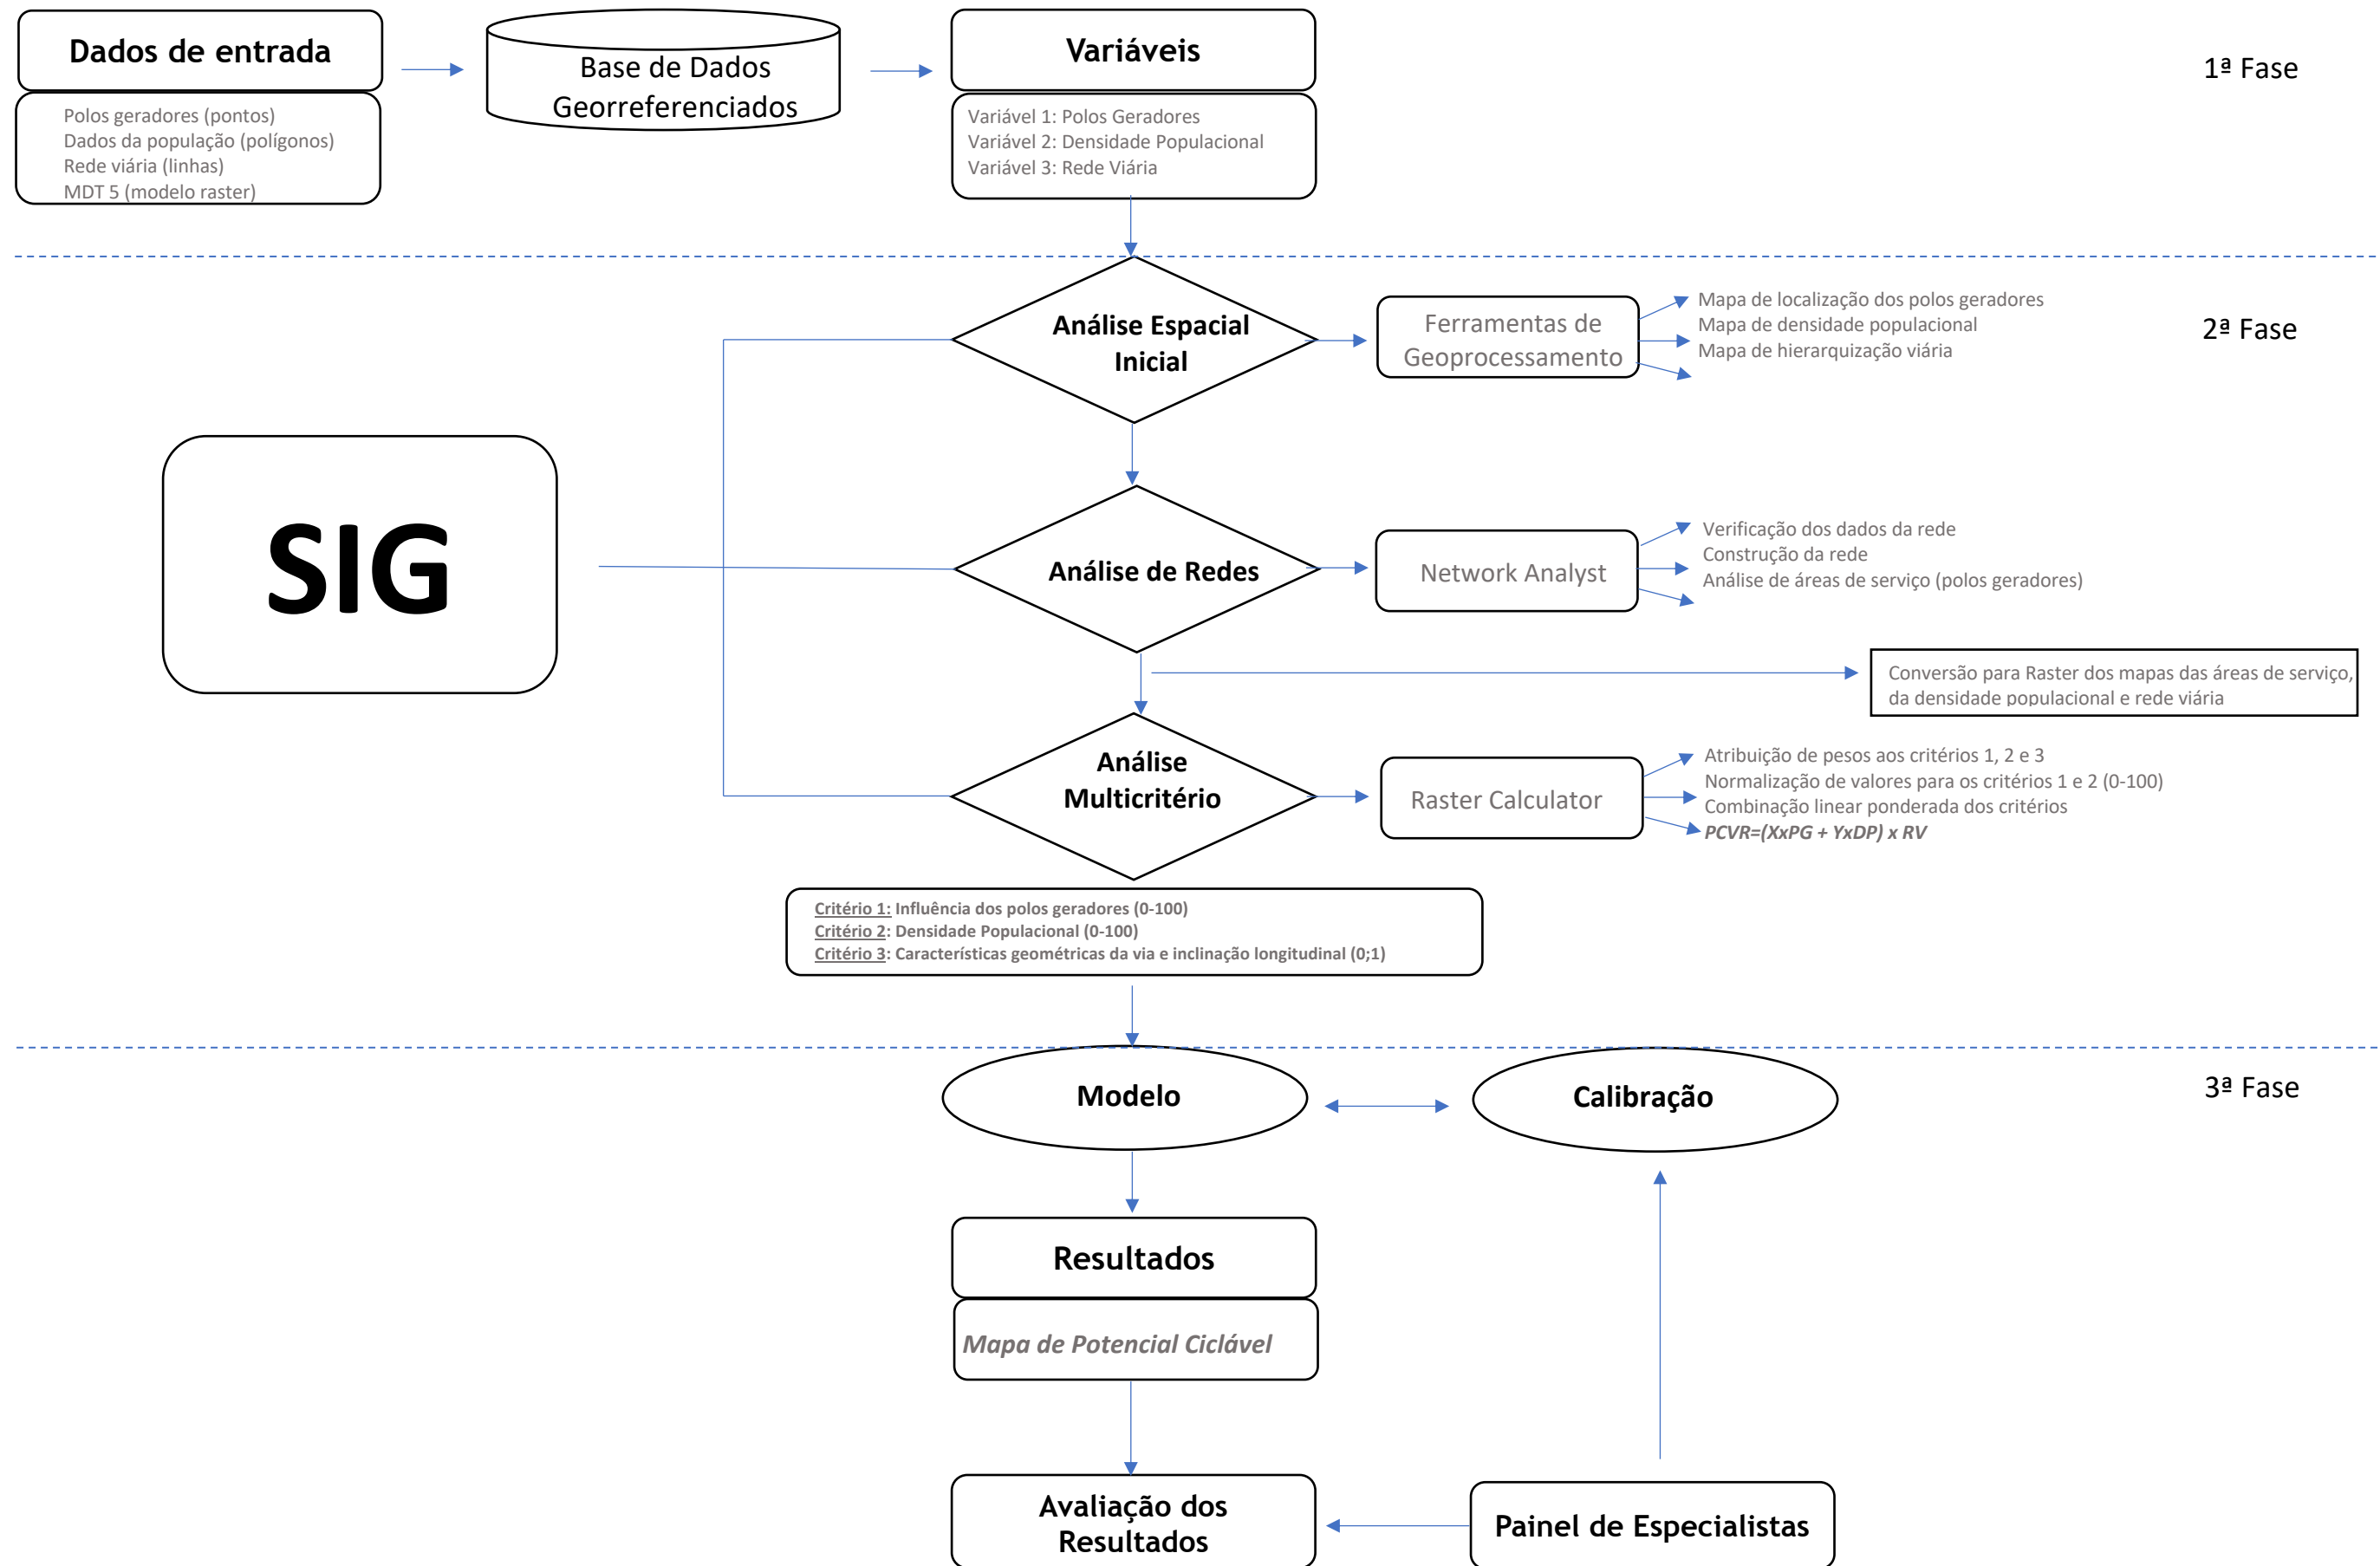 Dados de entrada
Polos geradores (pontos)
Dados da população (polígonos)
Rede viária (linhas)
MDT 5 (modelo raster)
Base de Dados
Georreferenciados
Variáveis
Variável 1: Polos Geradores
Variável 2: Densidade Populacional
Variável 3: Rede Viária
1ª Fase
Análise Espacial
Inicial
Ferramentas de
Geoprocessamento
Mapa de localização dos polos geradores
Mapa de densidade populacional
Mapa de hierarquização viária
2ª Fase
SIG
Análise de Redes
Network Analyst
Verificação dos dados da rede
Construção da rede
Análise de áreas de serviço (polos geradores)
Conversão para Raster dos mapas das áreas de serviço,
da densidade populacional e rede viária
Análise
Multicritério
Raster Calculator
Atribuição de pesos aos critérios 1, 2 e 3
Normalização de valores para os critérios 1 e 2 (0-100)
Combinação linear ponderada dos critérios
PCVR=(XxPG + YxDP) x RV
Critério 1: Influência dos polos geradores (0-100)
Critério 2: Densidade Populacional (0-100)
Critério 3: Características geométricas da via e inclinação longitudinal (0;1)
Modelo
Calibração
3ª Fase
Resultados
Mapa de Potencial Ciclável
Avaliação dos
Resultados
Painel de Especialistas